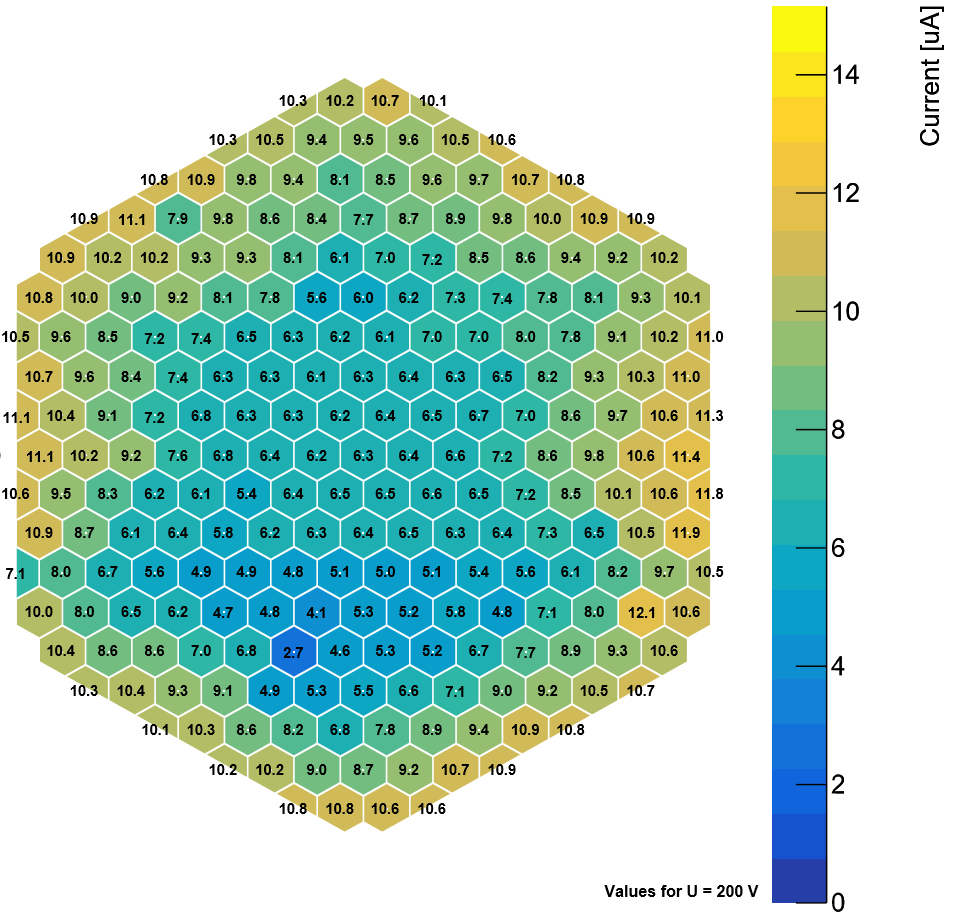 Current [uA]
14
12
10
8
6
4
2
0
10.3 10.2 10.7 10.1
10.3 10.5 9.4 9.5 9.6 10.5 10.6
10.8 10.9 9.8 9.4 8.1 8.5 9.6 9.7 10.7 10.8
10.9 11.1 7.9 9.8 8.6 8.4 7.7 8.7 8.9 9.8 10.0 10.9 10.9
10.9 10.2 10.2 9.3 9.3 8.1 6.1 7.0 7.2 8.5 8.6 9.4 9.2 10.2
10.8 10.0 9.0 9.2 8.1 7.8 5.6 6.0 6.2 7.3 7.4 7.8 8.1 9.3 10.1
10.5 9.6 8.5 7.2 7.4 6.5 6.3 6.2 6.1 7.0 7.0 8.0 7.8 9.1 10.2 11.0
10.7 9.6 8.4 7.4 6.3 6.3 6.1 6.3 6.4 6.3 6.5 8.2 9.3 10.3 11.0
11.1 10.4 9.1 7.2 6.8 6.3 6.3 6.2 6.4 6.5 6.7 7.0 8.6 9.7 10.6 11.3
11.1 10.2 9.2 7.6 6.8 6.4 6.2 6.3 6.4 6.6 7.2 8.6 9.8 10.6 11.4
10.6 9.5 8.3 6.2 6.1 5.4 6.4 6.5 6.5 6.6 6.5 7.2 8.5 10.1 10.6 11.8
10.9 8.7 6.1 6.4 5.8 6.2 6.3 6.4 6.5 6.3 6.4 7.3 6.5 10.5 11.9
7.1 8.0 6.7 5.6 4.9 4.9 4.8 5.1 5.0 5.1 5.4 5.6 6.1 8.2 9.7 10.5
10.0 8.0 6.5 6.2 4.7 4.8 4.1 5.3 5.2 5.8 4.8 7.1 8.0 12.1 10.6
10.4 8.6 8.6 7.0 6.8 2.7 4.6 5.3 5.2 6.7 7.7 8.9 9.3 10.6
10.3 10.4 9.3 9.1 4.9 5.3 5.5 6.6 7.1 9.0 9.2 10.5 10.7
10.1 10.3 8.6 8.2 6.8 7.8 8.9 9.4 10.9 10.8
10.2 10.2 9.0 8.7 9.2 10.7 10.9
10.8 10.8 10.6 10.6
Values for U = 200 V